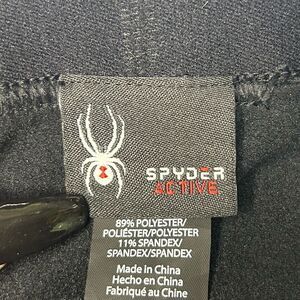 SPYDER
ACTIVE
89% POLYESTER/
POLIÉSTER/POLYESTER
11% SPANDEX/
SPANDEX/SPANDEX
Made in China
Hecho en China
Fabriqué au Chine